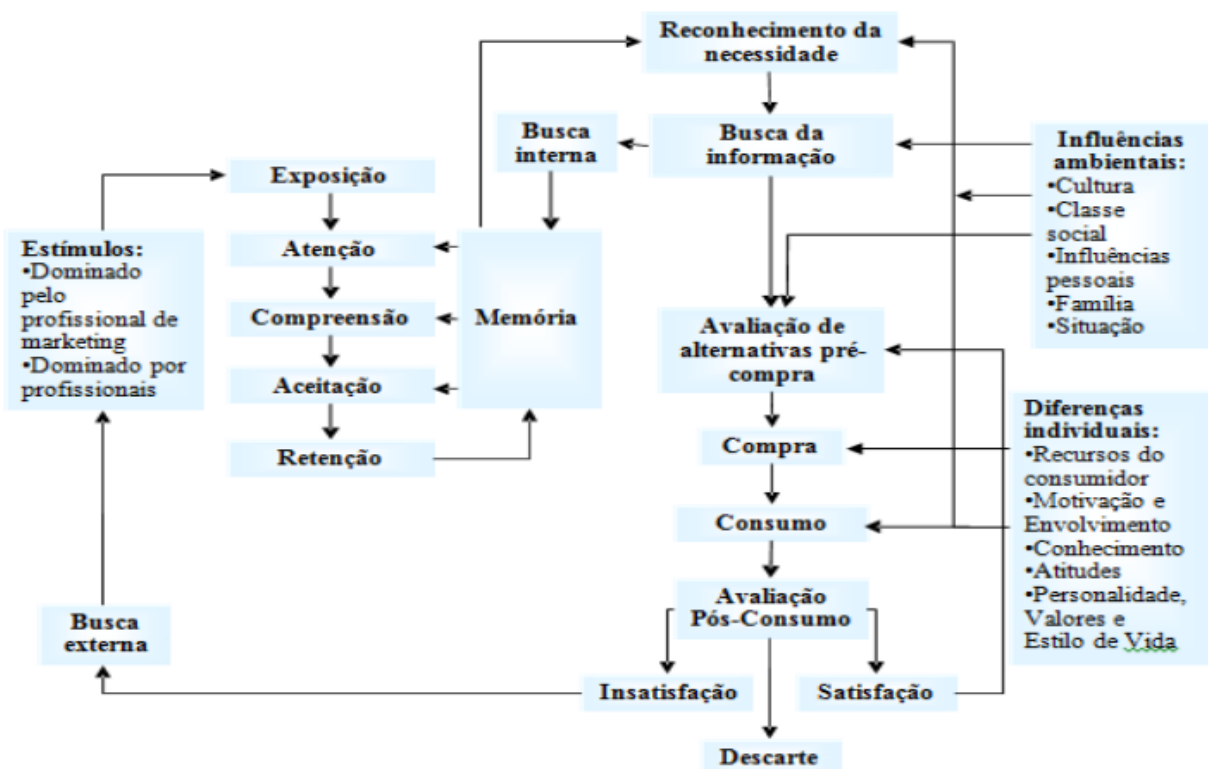 Reconhecimento da
necessidade
Busca
interna
Busca da
informação
Influências
ambientais:
•Cultura
•Classe
social
•Influências
pessoais
•Família
•Situação
Exposição
Atenção
Compreensão
Aceitação
Retenção
Estímulos:
•Dominado
pelo
profissional de
marketing
•Dominado por
profissionais
Memória
Avaliação de
alternativas pré-
compra
Compra
Consumo
Avaliação
Pós-Consumo
Diferenças
individuais:
•Recursos do
consumidor
•Motivação e
Envolvimento
•Conhecimento
•Atitudes
•Personalidade,
Valores e
Estilo de Vida
Busca
externa
Insatisfação
Satisfação
Descarte